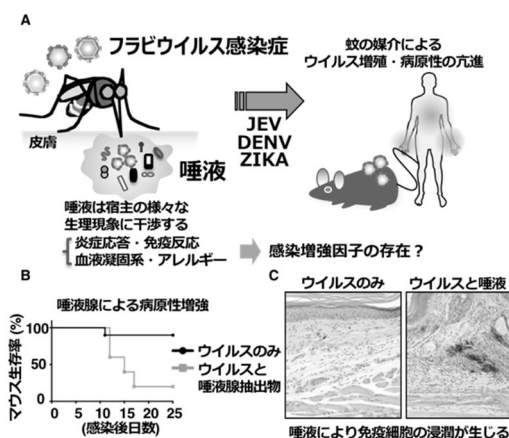 A
フラビウイルス感染症
蚊の媒介による
ウイルス増殖・病原性の亢進
JEV
DENV
ZIKA
皮膚
唾液
唾液は宿主の様々な
生理現象に干渉する
炎症応答・免疫反応
血液凝固系・アレルギー
感染増強因子の存在？
B
唾液腺による病原性増強
マウス生存率 (%)
100
50
0
0 5 10 15 17 20 25
(感染後日数)
ウイルスのみ
ウイルスと
唾液腺抽出物
C
ウイルスのみ
ウイルスと唾液
唾液により免疫細胞の浸潤が生じる